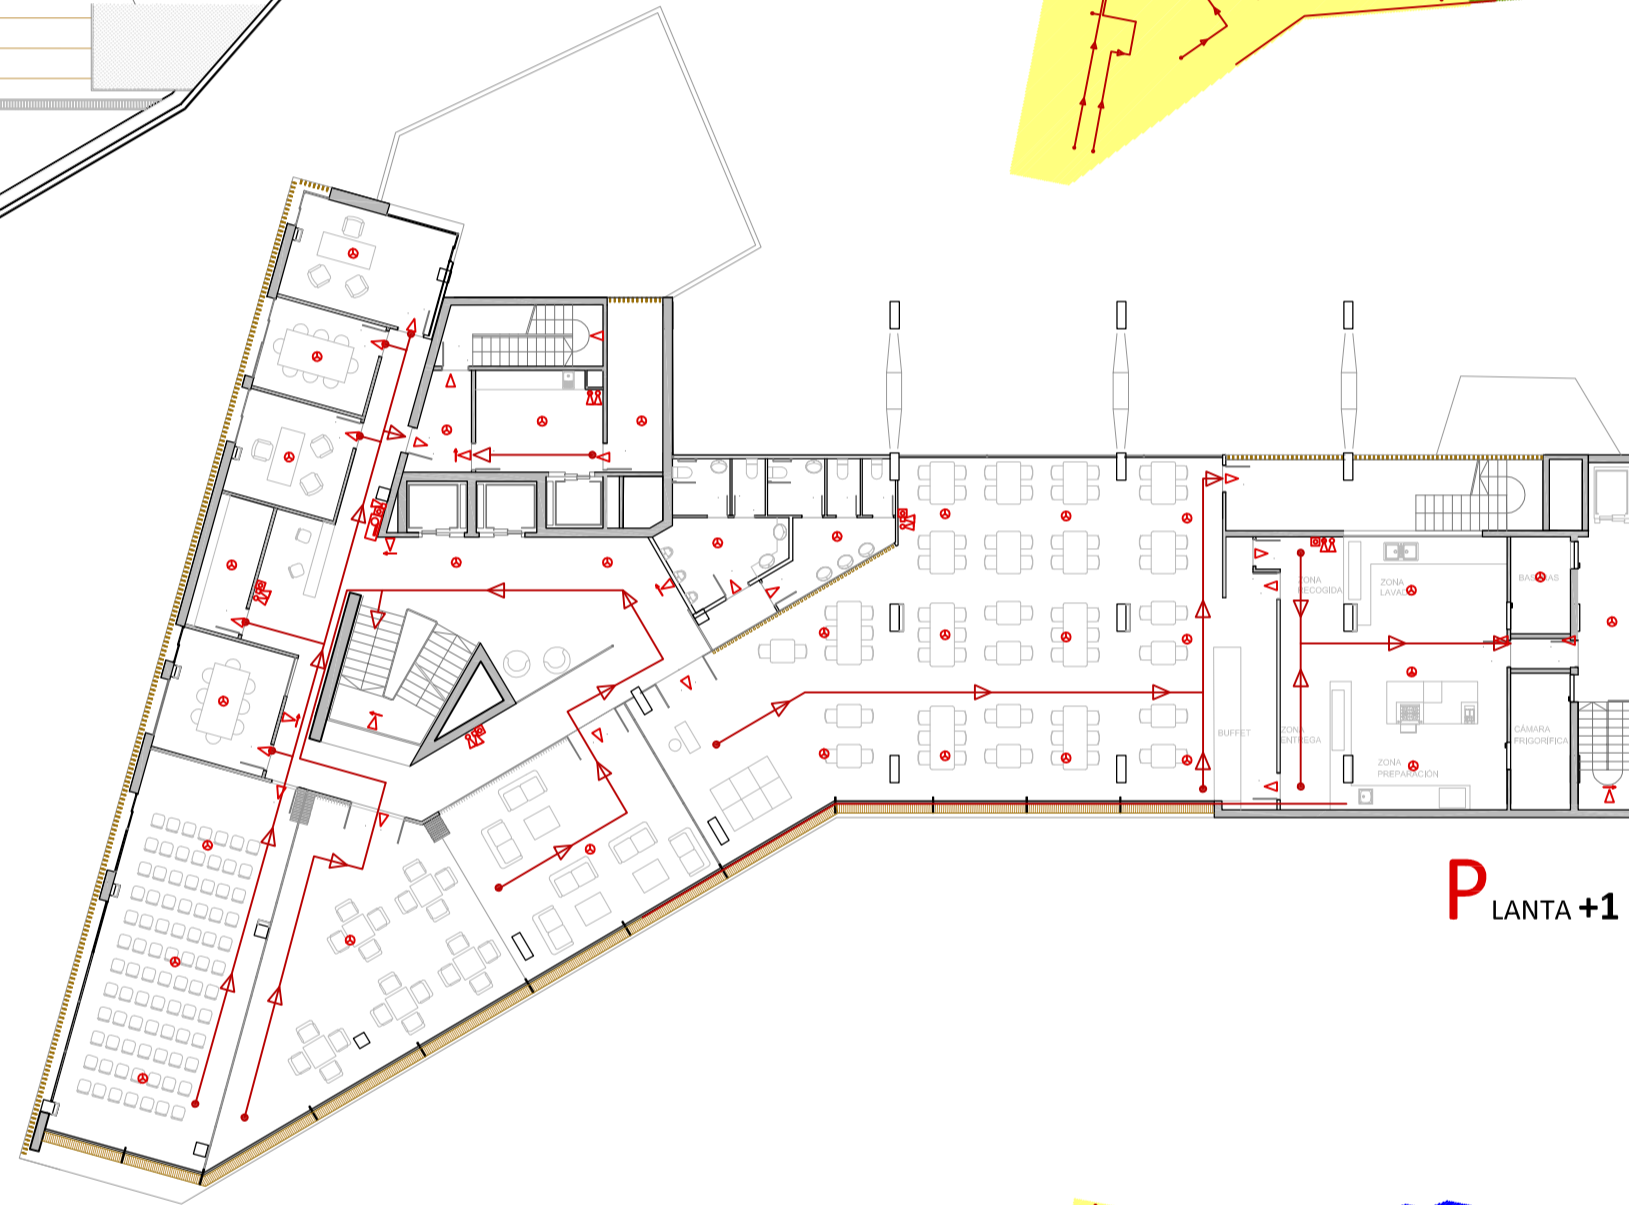 ZONA
RECOGIDA
ZONA
LAVADO
BASURAS
BUFFET
ZONA
ENTREGA
CÁMARA
FRIGORÍFICA
ZONA
PREPARACIÓN
PLANTA +1